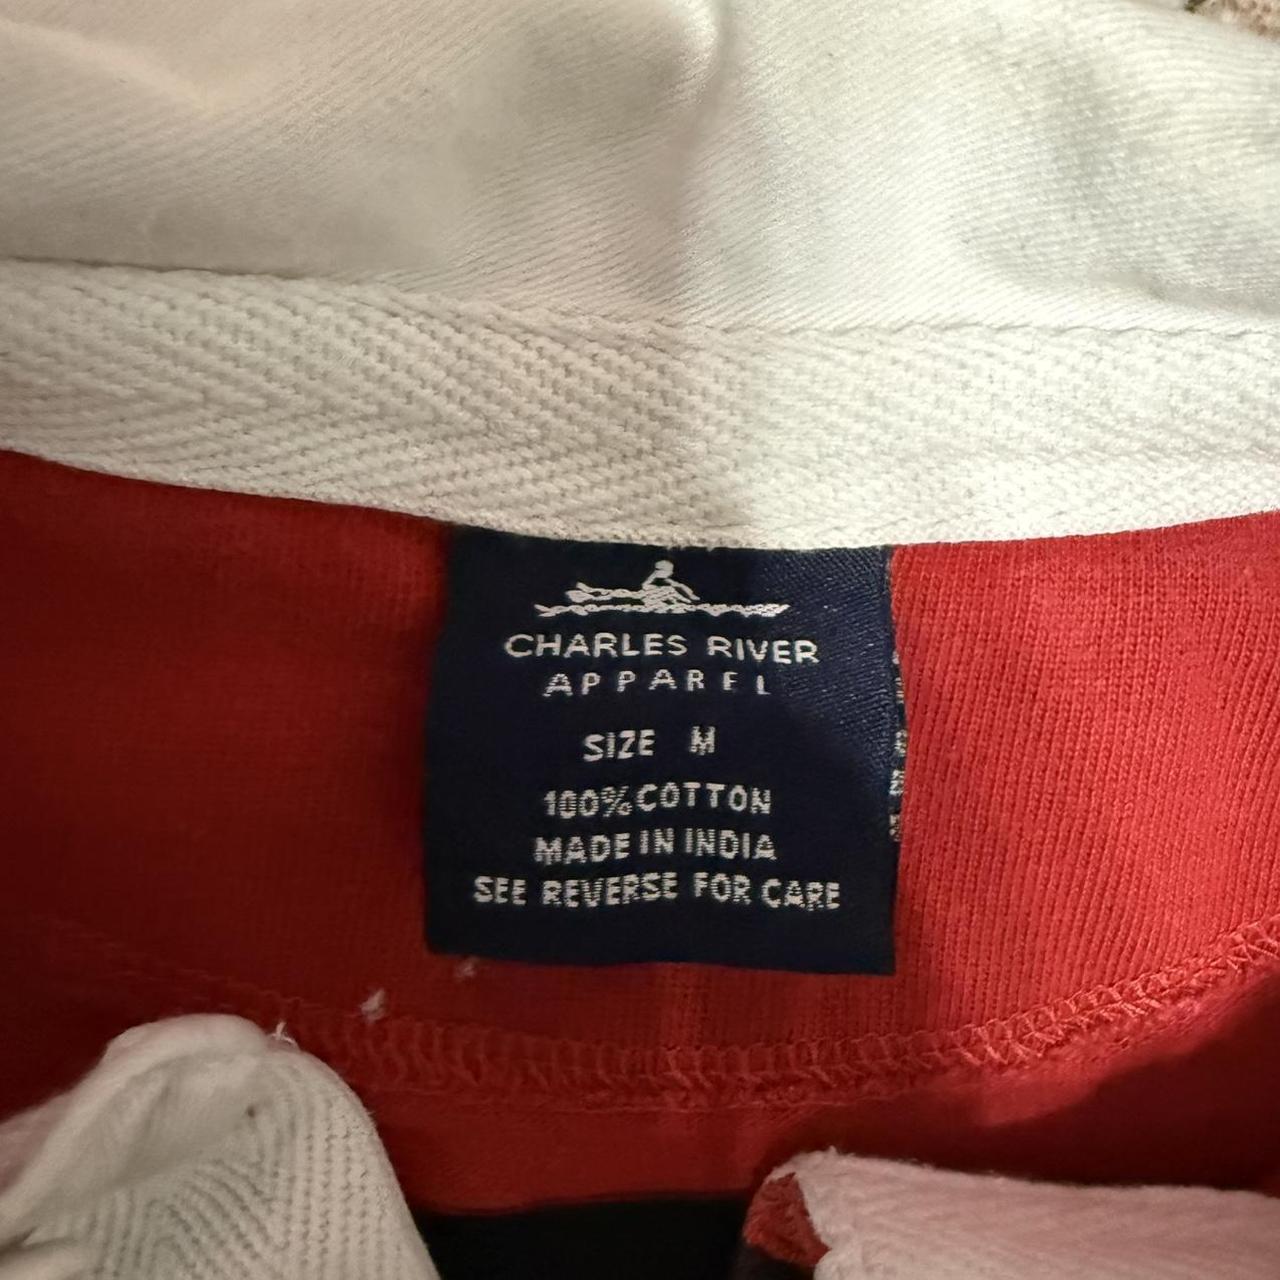 CHARLES RIVER
APPAREL
SIZE M
100% COTTON
MADE IN INDIA
SEE REVERSE FOR CARE